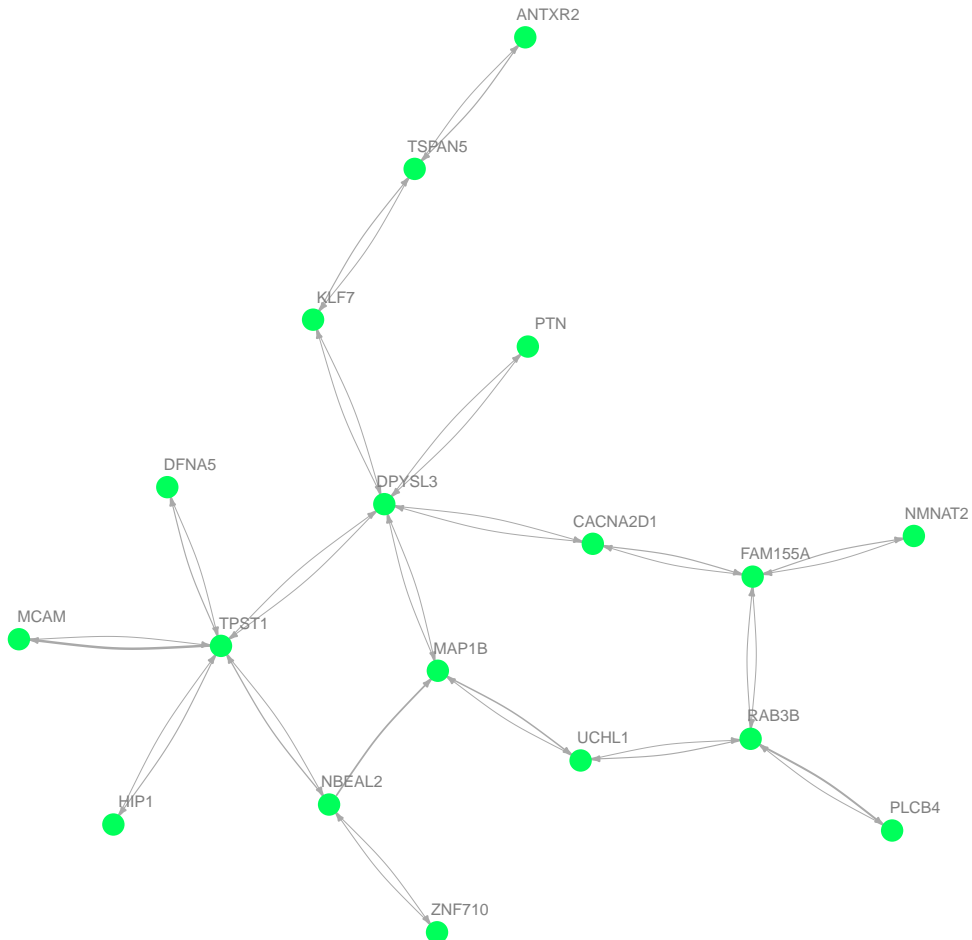 ANTXR2
TSPAN5
KLF7
PTN
DFNA5
DPYSL3
NMNAT2
CACNA2D1
FAM155A
MCAM
TPST1
MAP1B
RAB3B
UCHL1
NBEAL2
HIP1
PLCB4
ZNF710